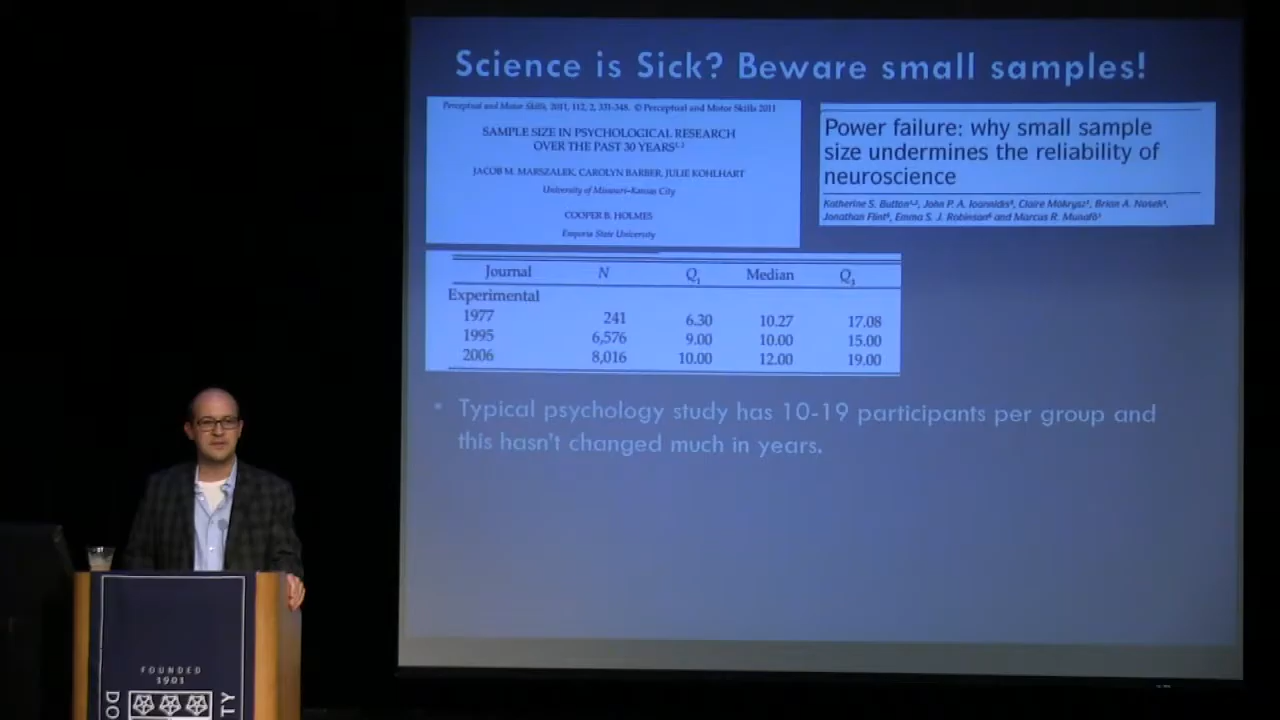 Science is Sick? Beware small samples!
Perceptual and Motor Skills, 2011, 112, 2, 331-348. © Perceptual and Motor Skills 2011
SAMPLE SIZE IN PSYCHOLOGICAL RESEARCH
OVER THE PAST 30 YEARS¹,²
JACOB M. MARSZALEK, CAROLYN BARBER, JULIE KOHLHART
University of Missouri–Kansas City
COOPER B. HOLMES
Emporia State University
Power failure: why small sample
size undermines the reliability of
neuroscience
Katherine S. Button, John P. A. Ioannidis, Claire Mokrysz, Brian A. Nosek,
Jonathan Flint, Emma S. J. Robinson and Marcus R. Munafò
Journal N Q₁ Median Q₃
Experimental
1977 241 6.30 10.27 17.08
1995 6,576 9.00 10.00 15.00
2006 8,016 10.00 12.00 19.00
• Typical psychology study has 10-19 participants per group and
this hasn't changed much in years.
FOUNDED
1901
DO
TY